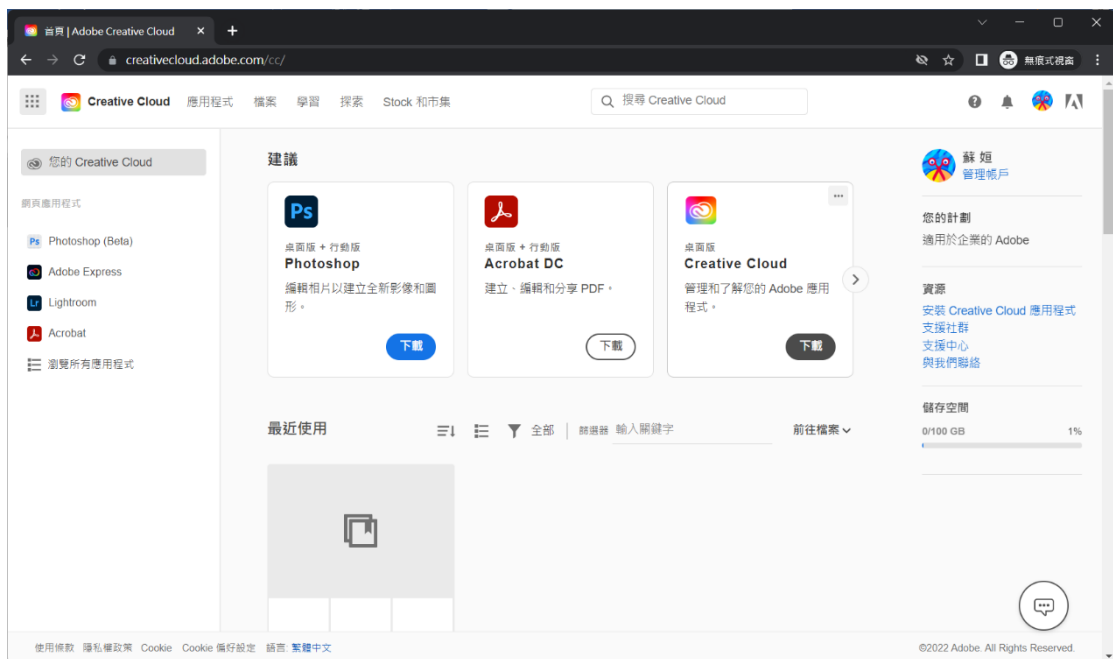 首頁 | Adobe Creative Cloud
creativecloud.adobe.com/cc/
無痕式視窗
Creative Cloud 應用程式 檔案 學習 探索 Stock 和市集
搜尋 Creative Cloud
您的 Creative Cloud
網頁應用程式
Ps Photoshop (Beta)
Adobe Express
Lr Lightroom
Acrobat
瀏覽所有應用程式
建議
Ps
桌面版 + 行動版
Photoshop
編輯相片以建立全新影像和圖
形。
下載
桌面版 + 行動版
Acrobat DC
建立、編輯和分享 PDF。
下載
桌面版
Creative Cloud
管理和了解您的 Adobe 應用
程式。
下載
最近使用
全部
篩選器 輸入關鍵字
前往檔案
蘇 姮
管理帳戶
您的計劃
適用於企業的 Adobe
資源
安裝 Creative Cloud 應用程式
支援社群
支援中心
與我們聯絡
儲存空間
0/100 GB 1%
使用條款 隱私權政策 Cookie Cookie 偏好設定 語言: 繁體中文
©2022 Adobe. All Rights Reserved.